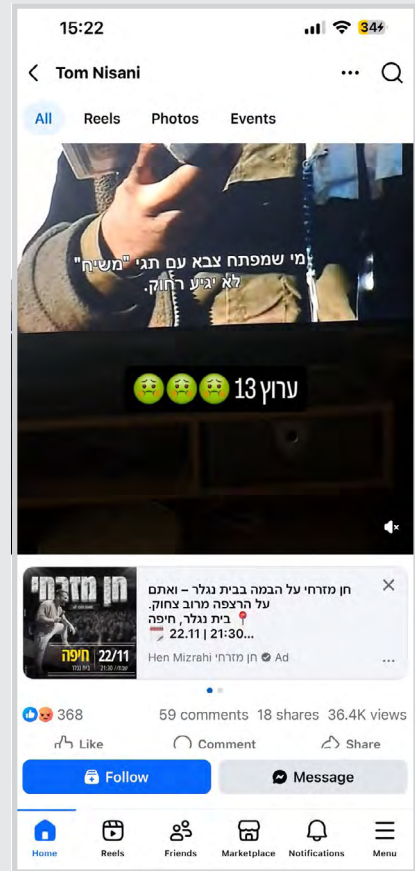 15:22
34
Tom Nisani
All Reels Photos Events
מי שמפתח צבא עם תגי "משיח"
לא יגיע רחוק.
ערוץ 13 🤢🤢🤢
חן מזרחי
חיפה 22/11
חן מזרחי על הבמה בבית נגלר – ואתם
על הרצפה מרוב צחוק.
📍 בית נגלר, חיפה
🗓️ 22.11 | 21:30...
Hen Mizrahi חן מזרחי Ad
368 59 comments 18 shares 36.4K views
Like Comment Share
Follow Message
Home Reels Friends Marketplace Notifications Menu